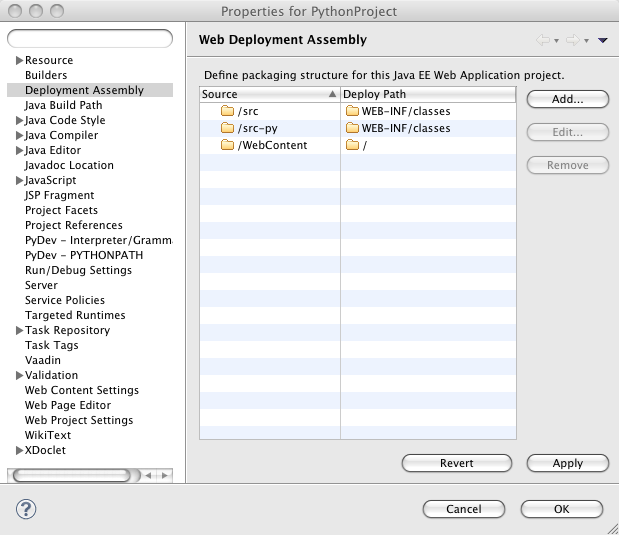 Properties for PythonProject
Resource
Builders
Deployment Assembly
Java Build Path
Java Code Style
Java Compiler
Java Editor
Javadoc Location
JavaScript
JSP Fragment
Project Facets
Project References
PyDev - Interpreter/Gramm
PyDev - PYTHONPATH
Run/Debug Settings
Server
Service Policies
Targeted Runtimes
Task Repository
Task Tags
Vaadin
Validation
Web Content Settings
Web Page Editor
Web Project Settings
WikiText
XDoclet
Web Deployment Assembly
Define packaging structure for this Java EE Web Application project.
Source Deploy Path
/src WEB-INF/classes
/src-py WEB-INF/classes
/WebContent /
Add...
Edit...
Remove
Revert Apply
? Cancel OK